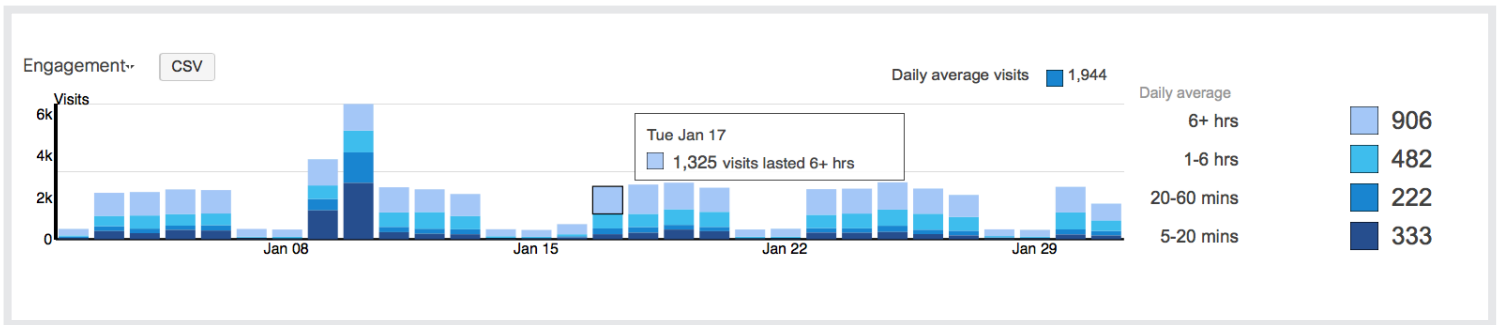 Engagement
CSV
Daily average visits 1,944
Visits
6k
4k
2k
0
Jan 08
Jan 15
Jan 22
Jan 29
Tue Jan 17
1,325 visits lasted 6+ hrs
Daily average
6+ hrs 906
1-6 hrs 482
20-60 mins 222
5-20 mins 333